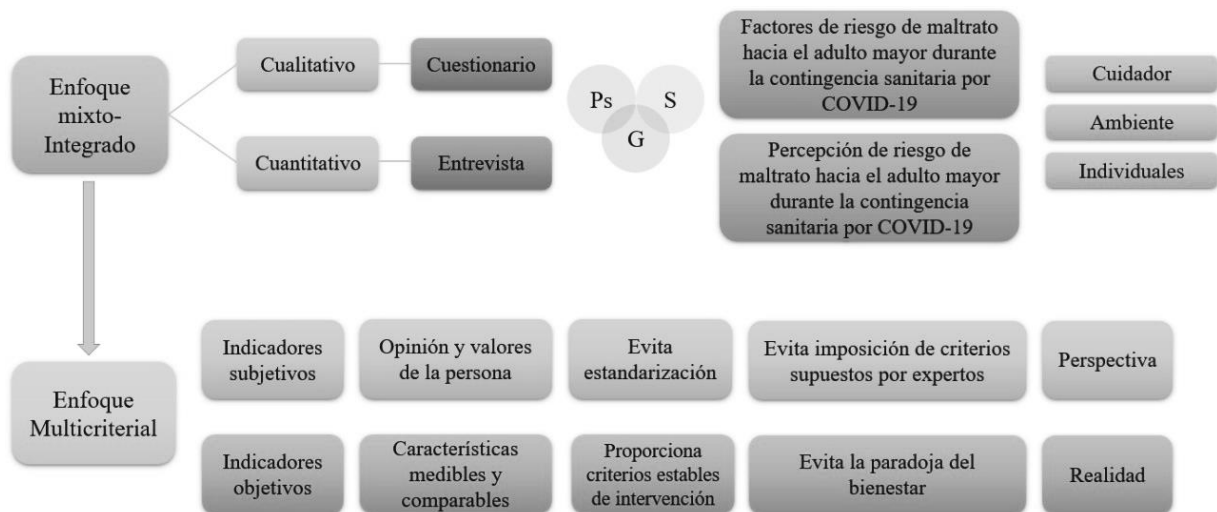 Enfoque
mixto-
Integrado
Cualitativo
Cuestionario
Cuantitativo
Entrevista
Ps
S
G
Factores de riesgo de maltrato
hacia el adulto mayor durante
la contingencia sanitaria por
COVID-19
Percepción de riesgo de
maltrato hacia el adulto mayor
durante la contingencia
sanitaria por COVID-19
Cuidador
Ambiente
Individuales
Enfoque
Multicriterial
Indicadores
subjetivos
Opinión y valores
de la persona
Evita
estandarización
Evita imposición de criterios
supuestos por expertos
Perspectiva
Indicadores
objetivos
Características
medibles y
comparables
Proporciona
criterios estables
de intervención
Evita la paradoja del
bienestar
Realidad